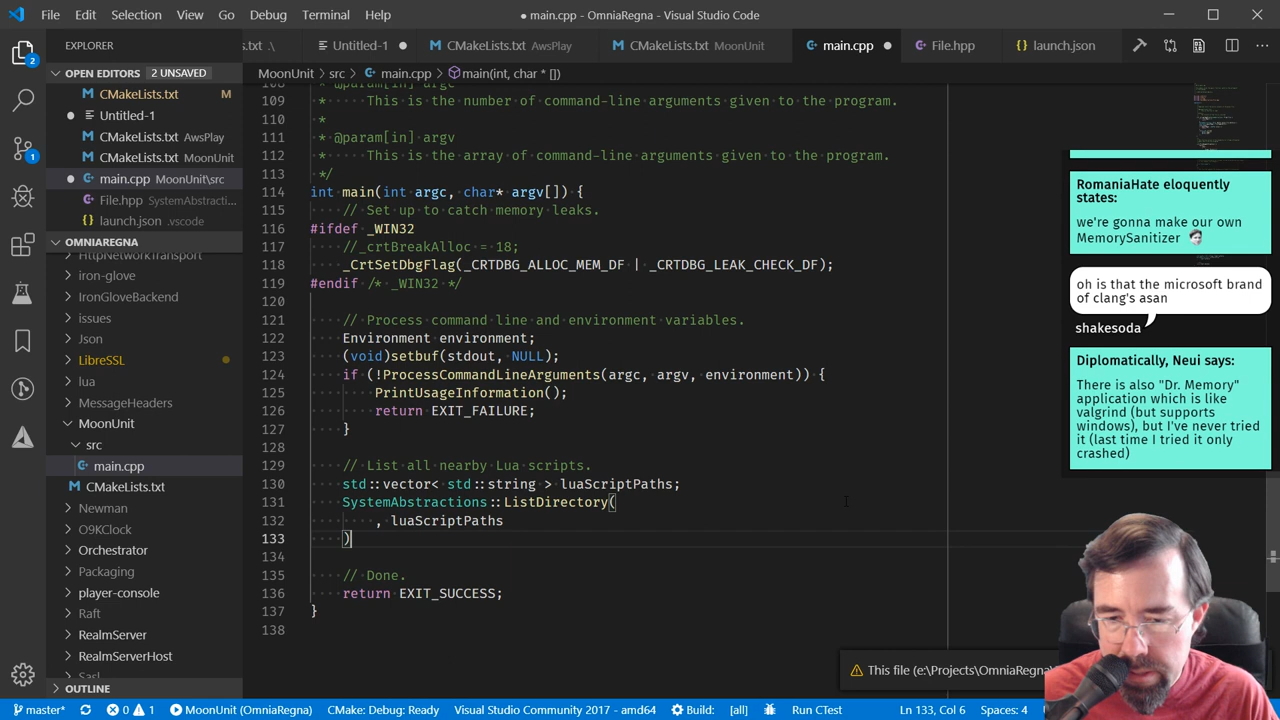 File Edit Selection View Go Debug Terminal Help
● main.cpp - OmniaRegna - Visual Studio Code
EXPLORER
.txt .\
Untitled-1
CMakeLists.txt AwsPlay
CMakeLists.txt MoonUnit
main.cpp
File.hpp
launch.json
OPEN EDITORS 2 UNSAVED
CMakeLists.txt M
Untitled-1
CMakeLists.txt AwsPlay
CMakeLists.txt MoonUnit
main.cpp MoonUnit\src
File.hpp SystemAbstracti...
launch.json .vscode
OMNIAREGNA
HttpNetworkTransport
iron-glove
IronGloveBackend
issues
Json
LibreSSL
lua
MessageHeaders
MoonUnit
src
main.cpp
CMakeLists.txt
Newman
O9KClock
Orchestrator
Packaging
player-console
Raft
RealmServer
RealmServerHost
Sasl
OUTLINE
2
1
MoonUnit > src > main.cpp > main(int, char * [])
108 * @param[in] argc
109 * This is the number of command-line arguments given to the program.
110 *
111 * @param[in] argv
112 * This is the array of command-line arguments given to the program.
113 */
114 int main(int argc, char* argv[]) {
115 // Set up to catch memory leaks.
116 #ifdef _WIN32
117 //_crtBreakAlloc = 18;
118 _CrtSetDbgFlag(_CRTDBG_ALLOC_MEM_DF | _CRTDBG_LEAK_CHECK_DF);
119 #endif /* _WIN32 */
120
121 // Process command line and environment variables.
122 Environment environment;
123 (void)setbuf(stdout, NULL);
124 if (!ProcessCommandLineArguments(argc, argv, environment)) {
125 PrintUsageInformation();
126 return EXIT_FAILURE;
127 }
128
129 // List all nearby Lua scripts.
130 std::vector< std::string > luaScriptPaths;
131 SystemAbstractions::ListDirectory(
132 , luaScriptPaths
133 )
134
135 // Done.
136 return EXIT_SUCCESS;
137 }
138
RomaniaHate eloquently
states:
we're gonna make our own
MemorySanitizer
oh is that the microsoft brand
of clang's asan
shakesoda
Diplomatically, Neui says:
There is also "Dr. Memory"
application which is like
valgrind (but supports
windows), but I've never tried
it (last time I tried it only
crashed)
This file (e:\Projects\OmniaRegna
master* 0 1 MoonUnit (OmniaRegna) CMake: Debug: Ready Visual Studio Community 2017 - amd64 Build: [all] Run CTest Ln 133, Col 6 Spaces: 4